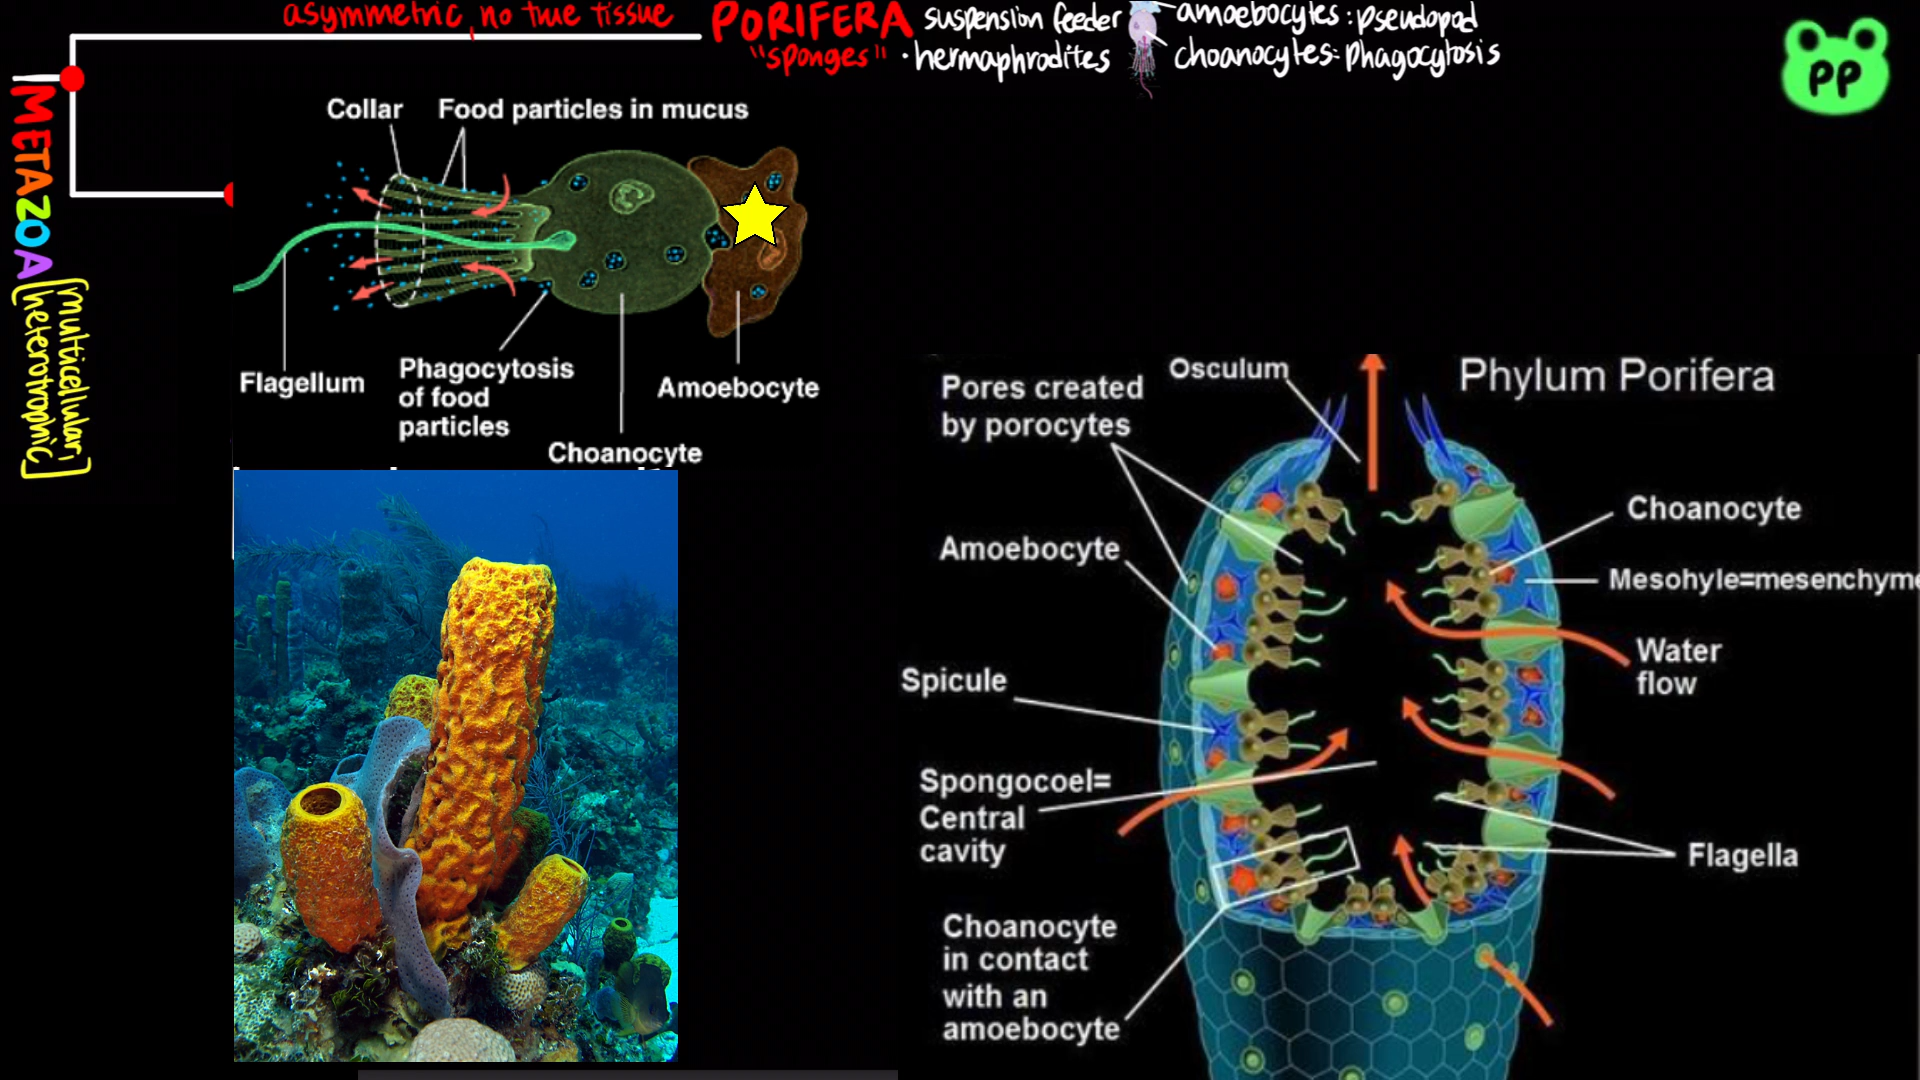 asymmetric, no true tissue
PORIFERA
"sponges"
suspension feeder
• hermaphrodites
amoebocytes: pseudopod
choanocytes: phagocytosis
PP
METAZOA
[multicellular,
heterotrophic]
Collar
Food particles in mucus
Flagellum
Phagocytosis
of food
particles
Choanocyte
Amoebocyte
Phylum Porifera
Osculum
Pores created
by porocytes
Amoebocyte
Spicule
Spongocoel=
Central
cavity
Choanocyte
in contact
with an
amoebocyte
Choanocyte
Mesohyle=mesenchyme
Water
flow
Flagella